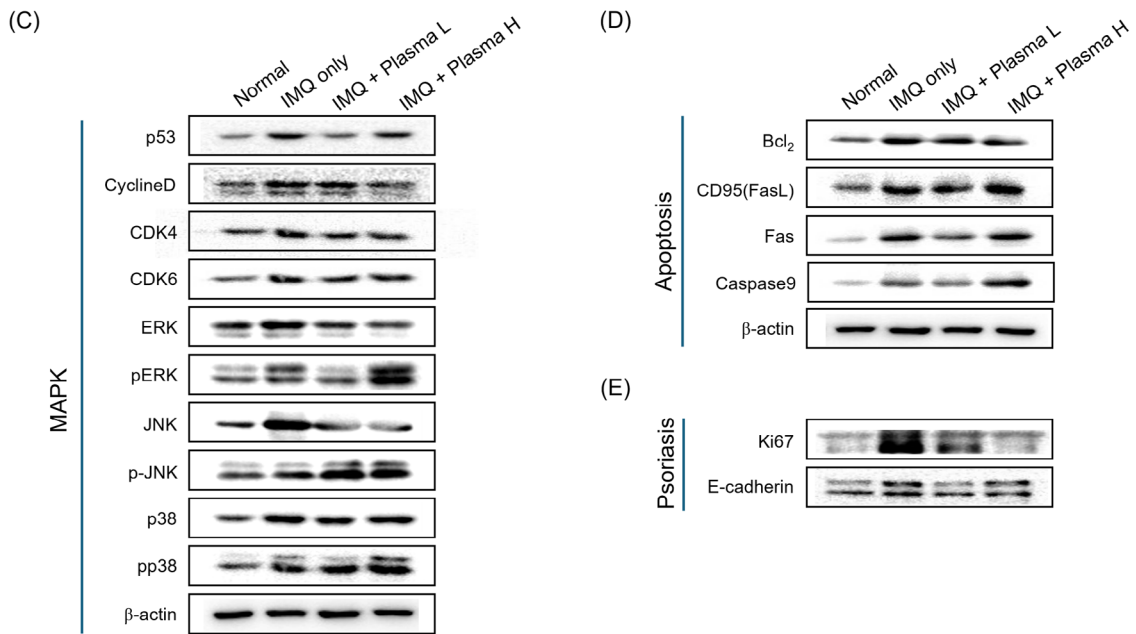 (C)
Normal
IMQ only
IMQ + Plasma L
IMQ + Plasma H
MAPK
p53
CyclineD
CDK4
CDK6
ERK
pERK
JNK
p-JNK
p38
pp38
β-actin
(D)
Normal
IMQ only
IMQ + Plasma L
IMQ + Plasma H
Apoptosis
Bcl₂
CD95(FasL)
Fas
Caspase9
β-actin
(E)
Psoriasis
Ki67
E-cadherin